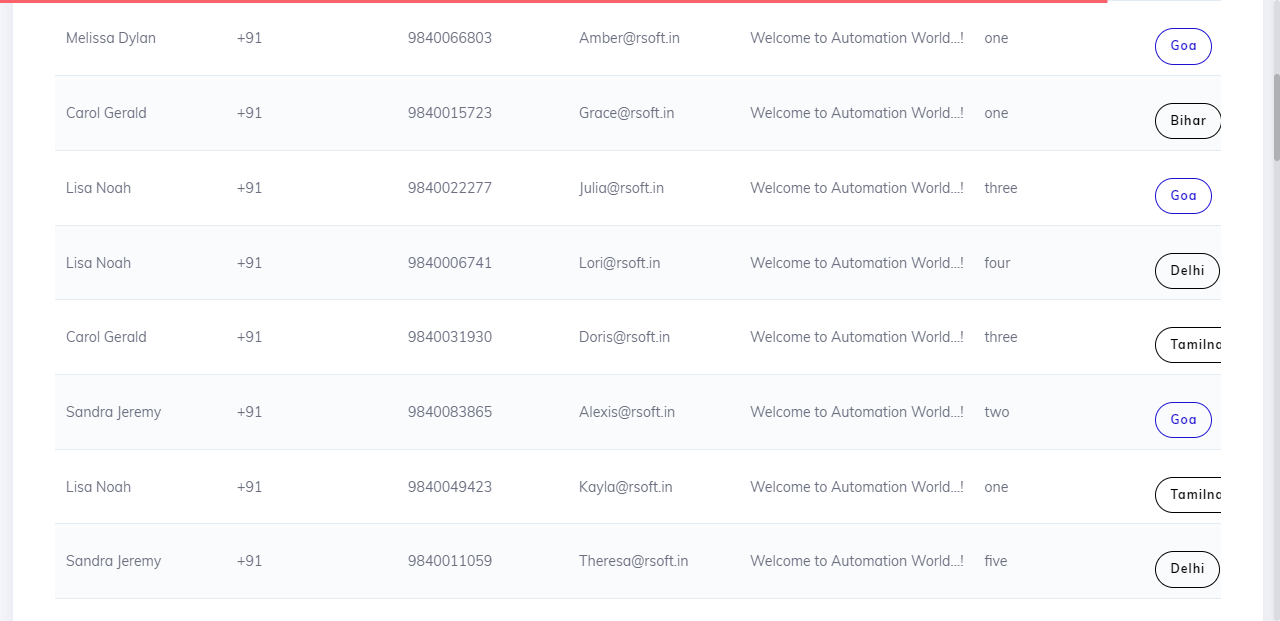 Melissa Dylan +91 9840066803 Amber@rsoft.in Welcome to Automation World...! one Goa
Carol Gerald +91 9840015723 Grace@rsoft.in Welcome to Automation World...! one Bihar
Lisa Noah +91 9840022277 Julia@rsoft.in Welcome to Automation World...! three Goa
Lisa Noah +91 9840006741 Lori@rsoft.in Welcome to Automation World...! four Delhi
Carol Gerald +91 9840031930 Doris@rsoft.in Welcome to Automation World...! three
Sandra Jeremy +91 9840083865 Alexis@rsoft.in Welcome to Automation World...! two Goa
Lisa Noah +91 9840049423 Kayla@rsoft.in Welcome to Automation World...! one
Sandra Jeremy +91 9840011059 Theresa@rsoft.in Welcome to Automation World...! five Delhi